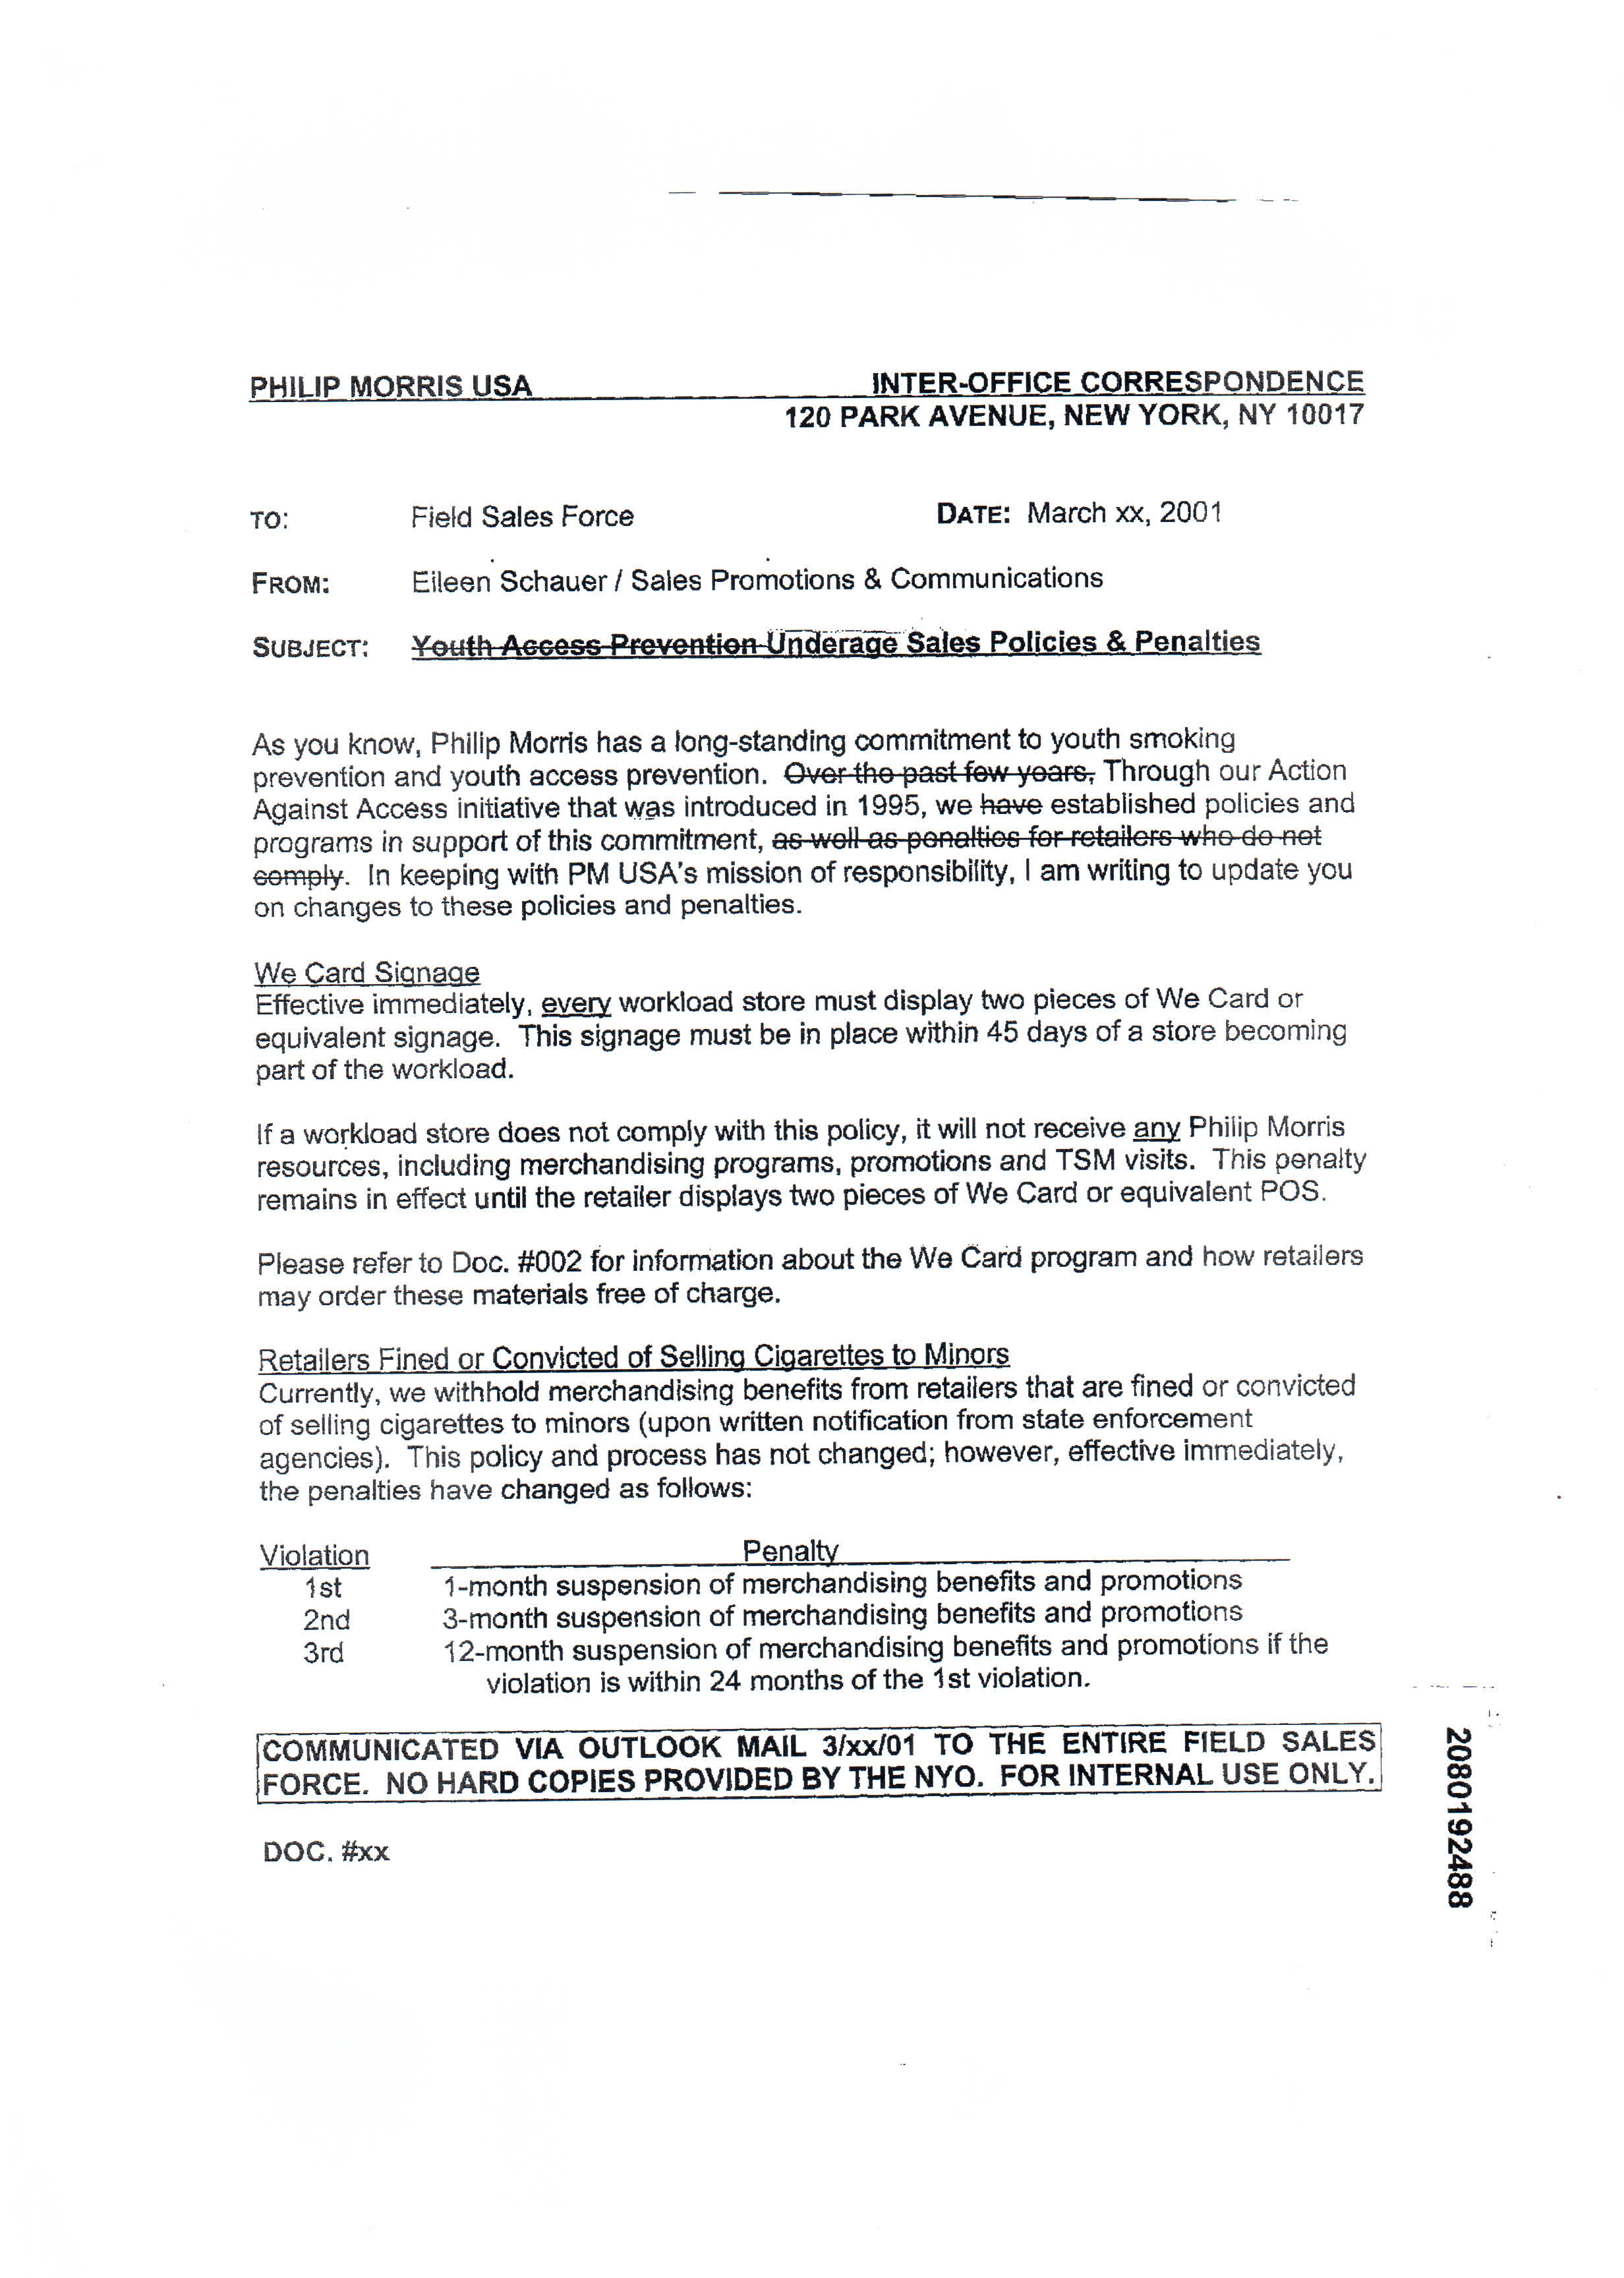 PHILIP MORRIS USA INTER-OFFICE CORRESPONDENCE
120 PARK AVENUE, NEW YORK, NY 10017
TO: Field Sales Force DATE: March xx, 2001
FROM: Eileen Schauer / Sales Promotions & Communications
SUBJECT: Youth Access Prevention Underage Sales Policies & Penalties
As you know, Philip Morris has a long-standing commitment to youth smoking
prevention and youth access prevention. Over the past few years, Through our Action
Against Access initiative that was introduced in 1995, we have established policies and
programs in support of this commitment, as well as penalties for retailers who do not
comply. In keeping with PM USA's mission of responsibility, I am writing to update you
on changes to these policies and penalties.
We Card Signage
Effective immediately, every workload store must display two pieces of We Card or
equivalent signage. This signage must be in place within 45 days of a store becoming
part of the workload.
If a workload store does not comply with this policy, it will not receive any Philip Morris
resources, including merchandising programs, promotions and TSM visits. This penalty
remains in effect until the retailer displays two pieces of We Card or equivalent POS.
Please refer to Doc. #002 for information about the We Card program and how retailers
may order these materials free of charge.
Retailers Fined or Convicted of Selling Cigarettes to Minors
Currently, we withhold merchandising benefits from retailers that are fined or convicted
of selling cigarettes to minors (upon written notification from state enforcement
agencies). This policy and process has not changed; however, effective immediately,
the penalties have changed as follows:
Violation Penalty
1st 1-month suspension of merchandising benefits and promotions
2nd 3-month suspension of merchandising benefits and promotions
3rd 12-month suspension of merchandising benefits and promotions if the
violation is within 24 months of the 1st violation.
COMMUNICATED VIA OUTLOOK MAIL 3/xx/01 TO THE ENTIRE FIELD SALES
FORCE. NO HARD COPIES PROVIDED BY THE NYO. FOR INTERNAL USE ONLY.
DOC. #xx
2080192488